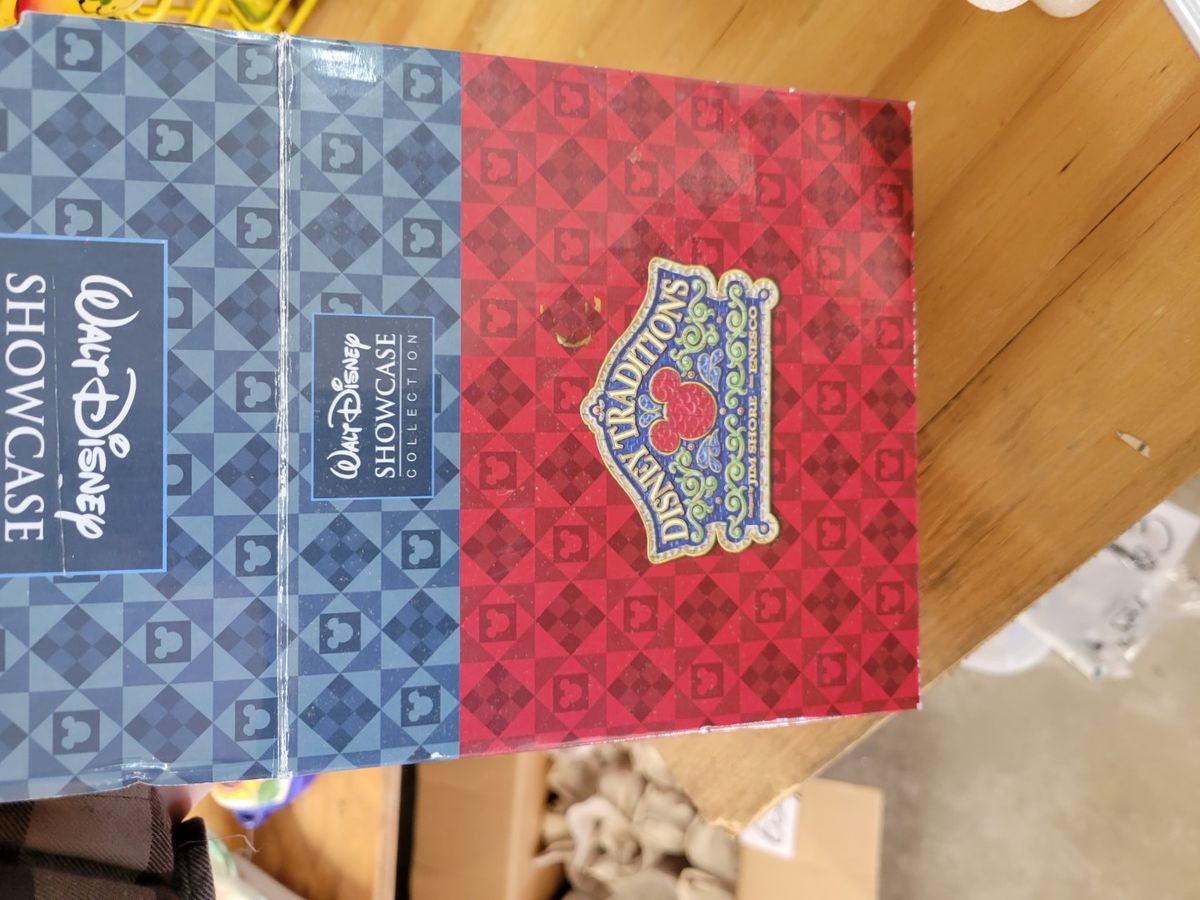 WALT DISNEY
SHOWCASE
WALT DISNEY
SHOWCASE
COLLECTION
DISNEY TRADITIONS
JIM SHORE ENESCO